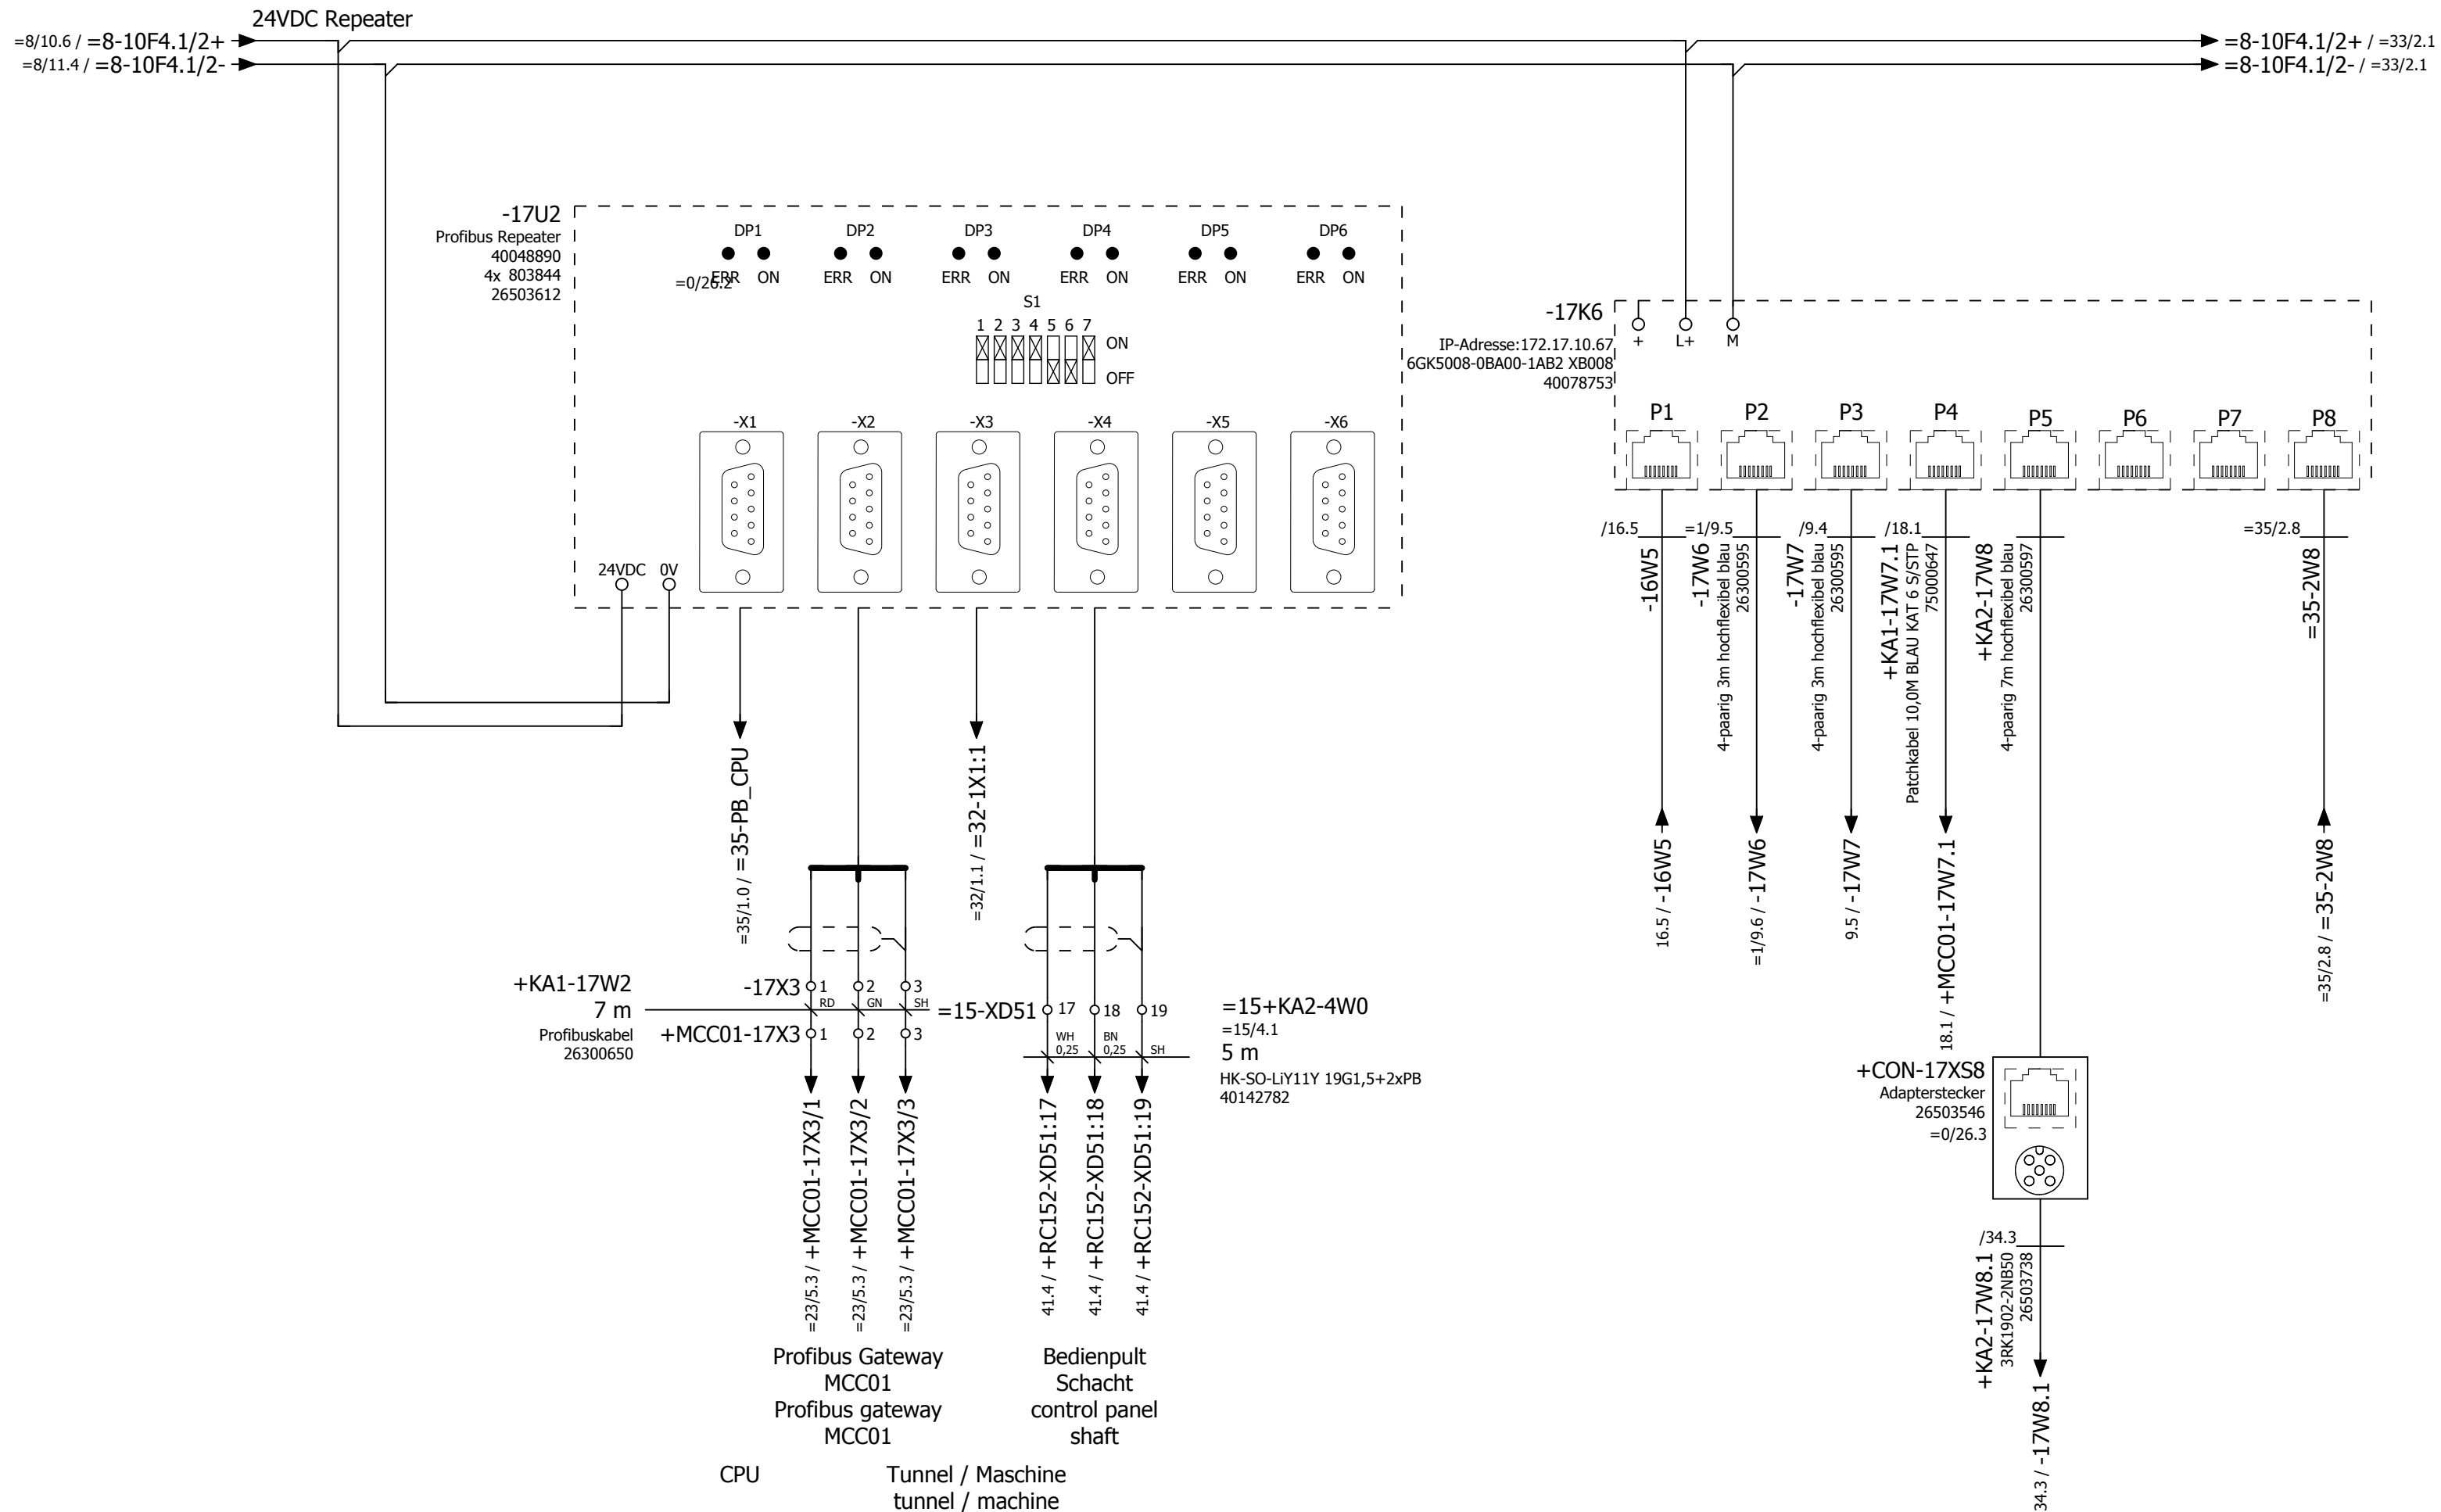 24VDC Repeater
=8/10.6 / =8-10F4.1/2+
=8/11.4 / =8-10F4.1/2-
=8-10F4.1/2+ / =33/2.1
=8-10F4.1/2- / =33/2.1
-17U2
Profibus Repeater
40048890
4x 803844
26503612
DP1 DP2 DP3 DP4 DP5 DP6
ERR ON ERR ON ERR ON ERR ON ERR ON ERR ON
=0/26.2
S1
1 2 3 4 5 6 7
ON
OFF
-X1 -X2 -X3 -X4 -X5 -X6
24VDC 0V
-17K6
IP-Adresse:172.17.10.67
6GK5008-0BA00-1AB2 XB008
40078753
+ L+ M
P1 P2 P3 P4 P5 P6 P7 P8
/16.5
-16W5
16.5 / -16W5
=1/9.5
-17W6
4-paarig 3m hochflexibel blau
26300595
=1/9.6 / -17W6
/9.4
-17W7
4-paarig 3m hochflexibel blau
26300595
9.5 / -17W7
/18.1
+KA1-17W7.1
Patchkabel 10,0M BLAU KAT 6 S/STP
75000647
18.1 / +MCC01-17W7.1
+KA2-17W8
4-paarig 7m hochflexibel blau
26300597
=35/2.8
=35-2W8
=35/2.8 / =35-2W8
=35/1.0 / =35-PB_CPU
=32/1.1 / =32-1X1:1
+KA1-17W2
7 m
Profibuskabel
26300650
-17X3 1 2 3
RD GN SH
+MCC01-17X3 1 2 3
=15-XD51 17 18 19
WH BN
0,25 0,25 SH
=15+KA2-4W0
=15/4.1
5 m
HK-SO-LiY11Y 19G1,5+2xPB
40142782
=23/5.3 / +MCC01-17X3/1
=23/5.3 / +MCC01-17X3/2
=23/5.3 / +MCC01-17X3/3
41.4 / +RC152-XD51:17
41.4 / +RC152-XD51:18
41.4 / +RC152-XD51:19
+CON-17XS8
Adapterstecker
26503546
=0/26.3
/34.3
+KA2-17W8.1
3RK1902-2NB50
26503738
34.3 / -17W8.1
Profibus Gateway
MCC01
Profibus gateway
MCC01
Bedienpult
Schacht
control panel
shaft
CPU
Tunnel / Maschine
tunnel / machine